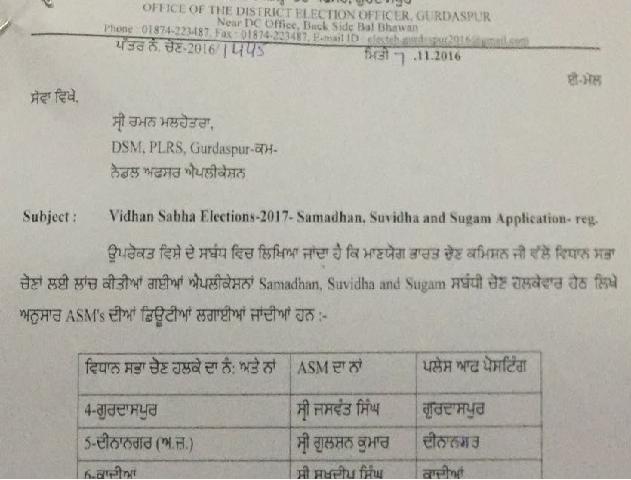 OFFICE OF THE DISTRICT ELECTION OFFICER, GURDASPUR
Near DC Office, Back Side Bal Bhawan
Phone : 01874-223487, Fax : 01874-223487, E-mail ID
ਪੱਤਰ ਨੰ. ਚੋਣ-2016/1445 ਮਿਤੀ 7 .11.2016
ਈ-ਮੇਲ
ਸੇਵਾ ਵਿਖੇ,
ਸ੍ਰੀ ਰਮਨ ਮਲਹੋਤਰਾ,
DSM, PLRS, Gurdaspur-ਕਮ-
ਨੋਡਲ ਅਫਸਰ ਐਪਲੀਕੇਸ਼ਨ
Subject : Vidhan Sabha Elections-2017- Samadhan, Suvidha and Sugam Application- reg.
ਉਪਰੋਕਤ ਵਿਸ਼ੇ ਦੇ ਸਬੰਧ ਵਿਚ ਲਿਖਿਆ ਜਾਂਦਾ ਹੈ ਕਿ ਮਾਣਯੋਗ ਭਾਰਤ ਚੋਣ ਕਮਿਸ਼ਨ ਜੀ ਵੱਲੋਂ ਵਿਧਾਨ ਸਭਾ
ਚੋਣਾਂ ਲਈ ਲਾਂਚ ਕੀਤੀਆਂ ਗਈਆਂ ਐਪਲੀਕੇਸ਼ਨਾਂ Samadhan, Suvidha and Sugam ਸਬੰਧੀ ਚੋਣ ਹਲਕੇਵਾਰ ਹੇਠ ਲਿਖੇ
ਅਨੁਸਾਰ ASM's ਦੀਆਂ ਡਿਊਟੀਆਂ ਲਗਾਈਆਂ ਜਾਂਦੀਆਂ ਹਨ :-
ਵਿਧਾਨ ਸਭਾ ਚੋਣ ਹਲਕੇ ਦਾ ਨੰ: ਅਤੇ ਨਾਂ ASM ਦਾ ਨਾਂ ਪਲੇਸ ਆਫ ਪੋਸਟਿੰਗ
4-ਗੁਰਦਾਸਪੁਰ ਸ੍ਰੀ ਜਸਵੰਤ ਸਿੰਘ ਗੁਰਦਾਸਪੁਰ
5-ਦੀਨਾਨਗਰ (ਅ.ਜ.) ਸ੍ਰੀ ਗੁਲਸ਼ਨ ਕੁਮਾਰ ਦੀਨਾਨਗਰ
6-ਕਾਦੀਆਂ ਸ੍ਰੀ ਸੁਖਦੀਪ ਸਿੰਘ ਕਾਦੀਆਂ